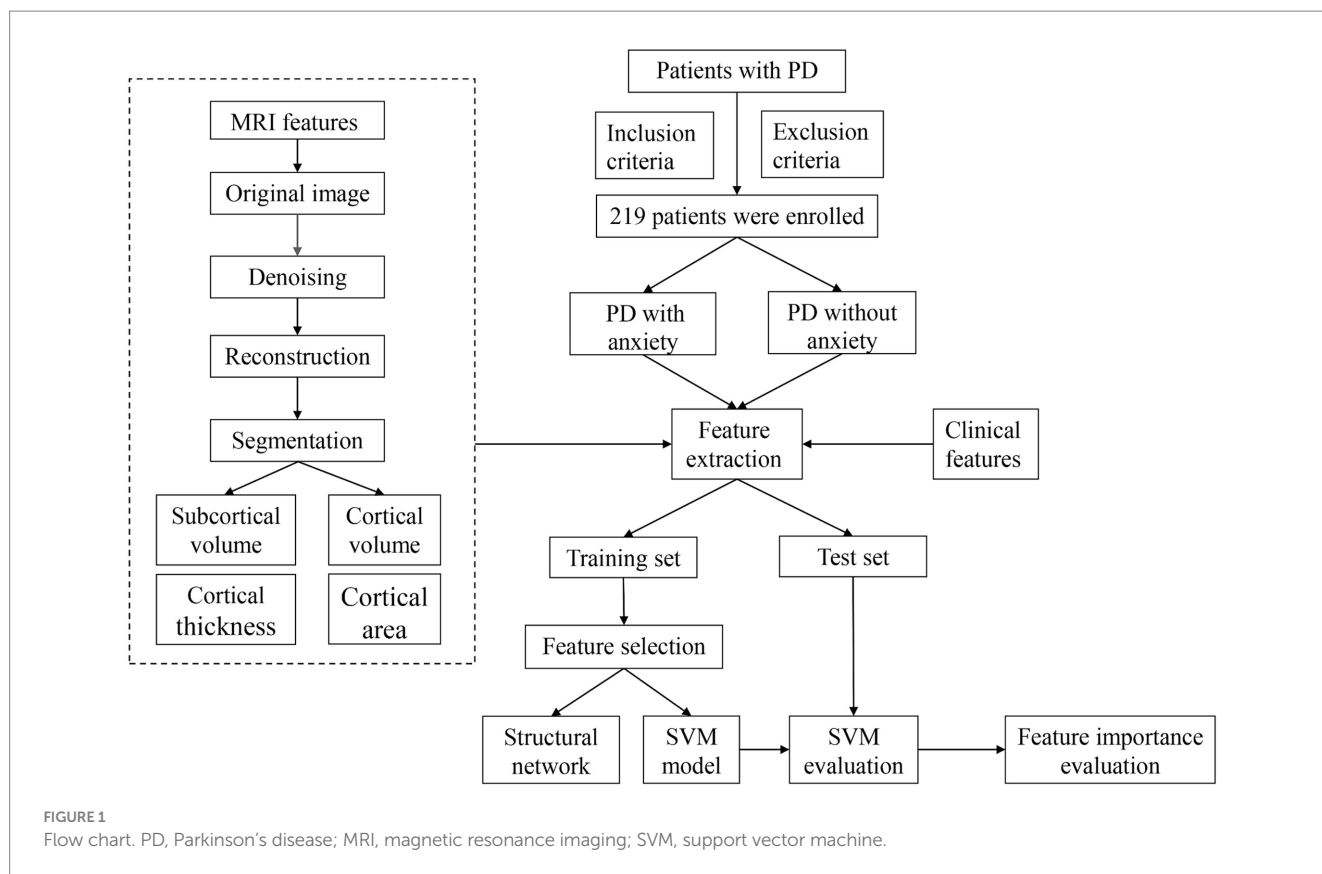 MRI features
Original image
Denoising
Reconstruction
Segmentation
Subcortical
volume
Cortical
volume
Cortical
thickness
Cortical
area
Patients with PD
Inclusion
criteria
Exclusion
criteria
219 patients were enrolled
PD with
anxiety
PD without
anxiety
Feature
extraction
Clinical
features
Training set
Test set
Feature selection
Structural
network
SVM
model
SVM
evaluation
Feature importance
evaluation
FIGURE 1
Flow chart. PD, Parkinson’s disease; MRI, magnetic resonance imaging; SVM, support vector machine.